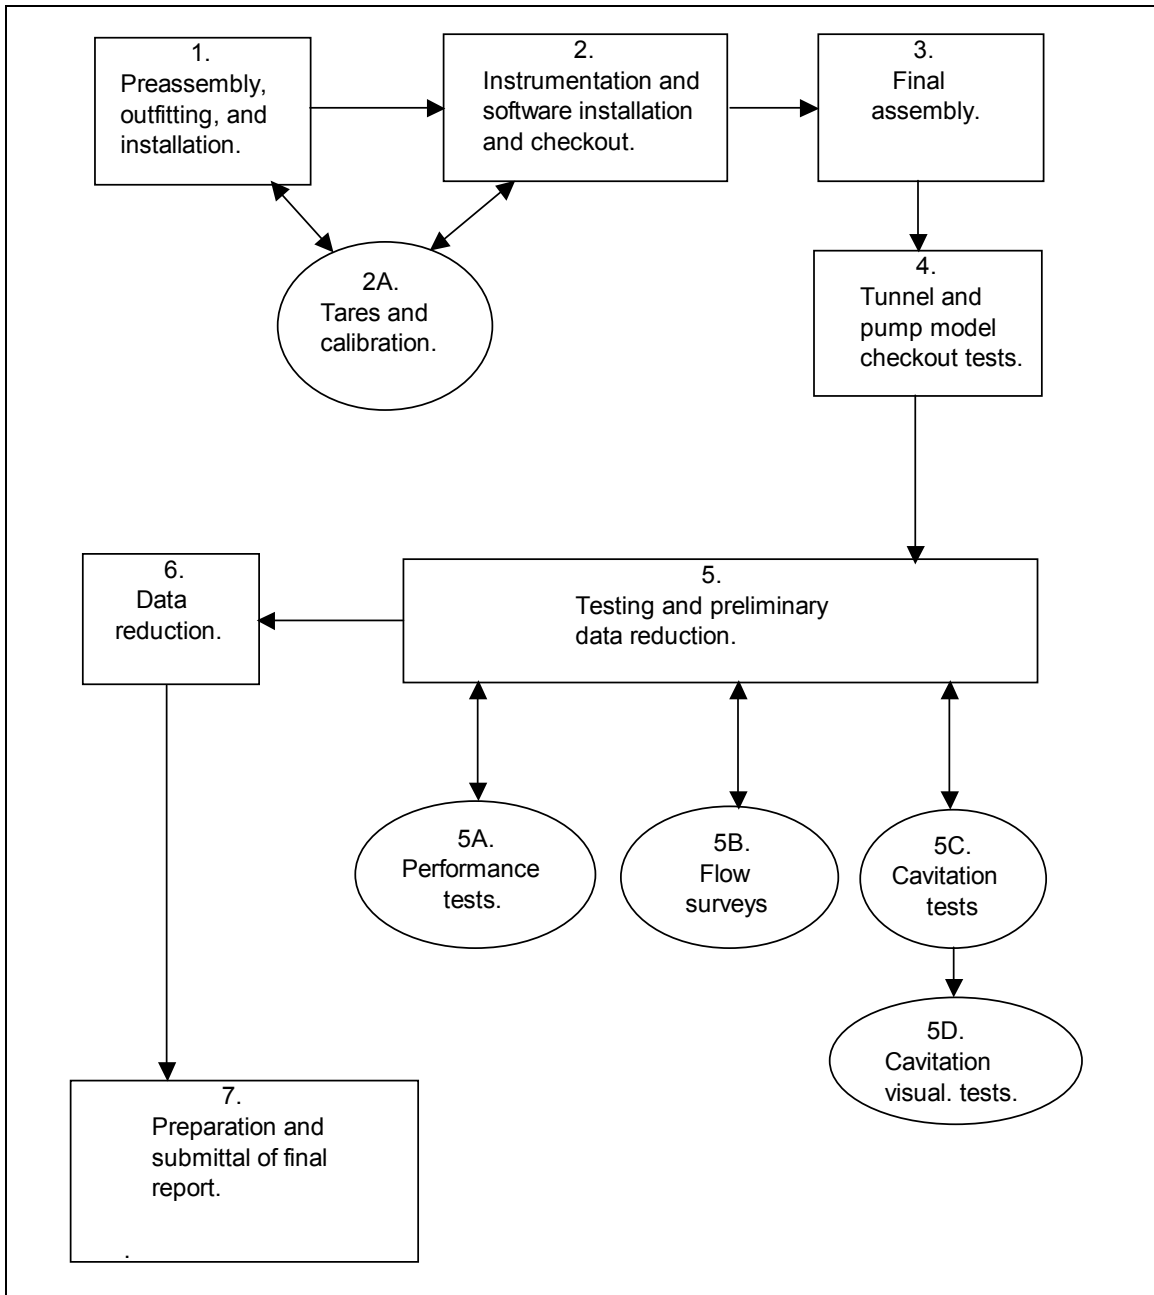 1.
Preassembly,
outfitting, and
installation.
2.
Instrumentation and
software installation
and checkout.
3.
Final
assembly.
2A.
Tares and
calibration.
4.
Tunnel and
pump model
checkout tests.
6.
Data
reduction.
5.
Testing and preliminary
data reduction.
5A.
Performance
tests.
5B.
Flow
surveys
5C.
Cavitation
tests
5D.
Cavitation
visual. tests.
7.
Preparation and
submittal of final
report.
.